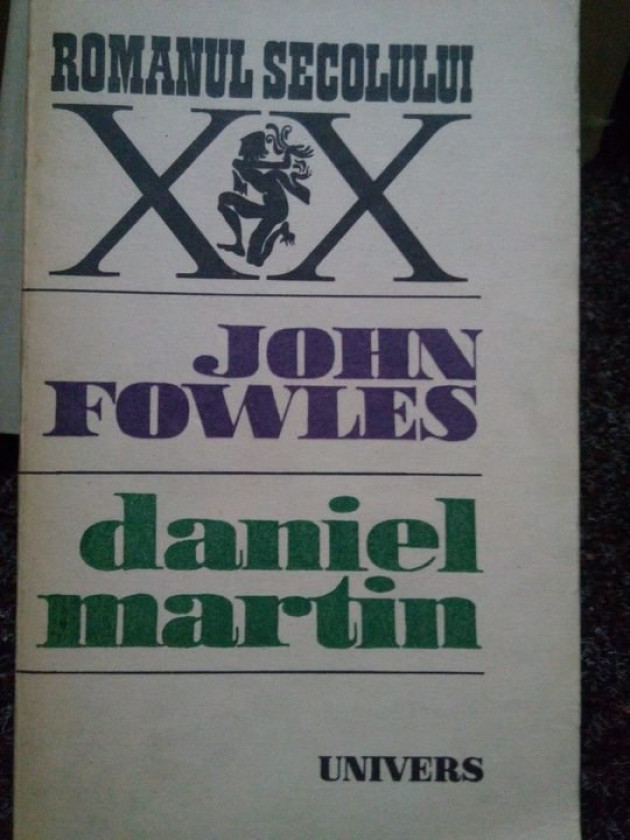 ROMANUL SECOLULUI
XX
JOHN
FOWLES
daniel
martin
UNIVERS